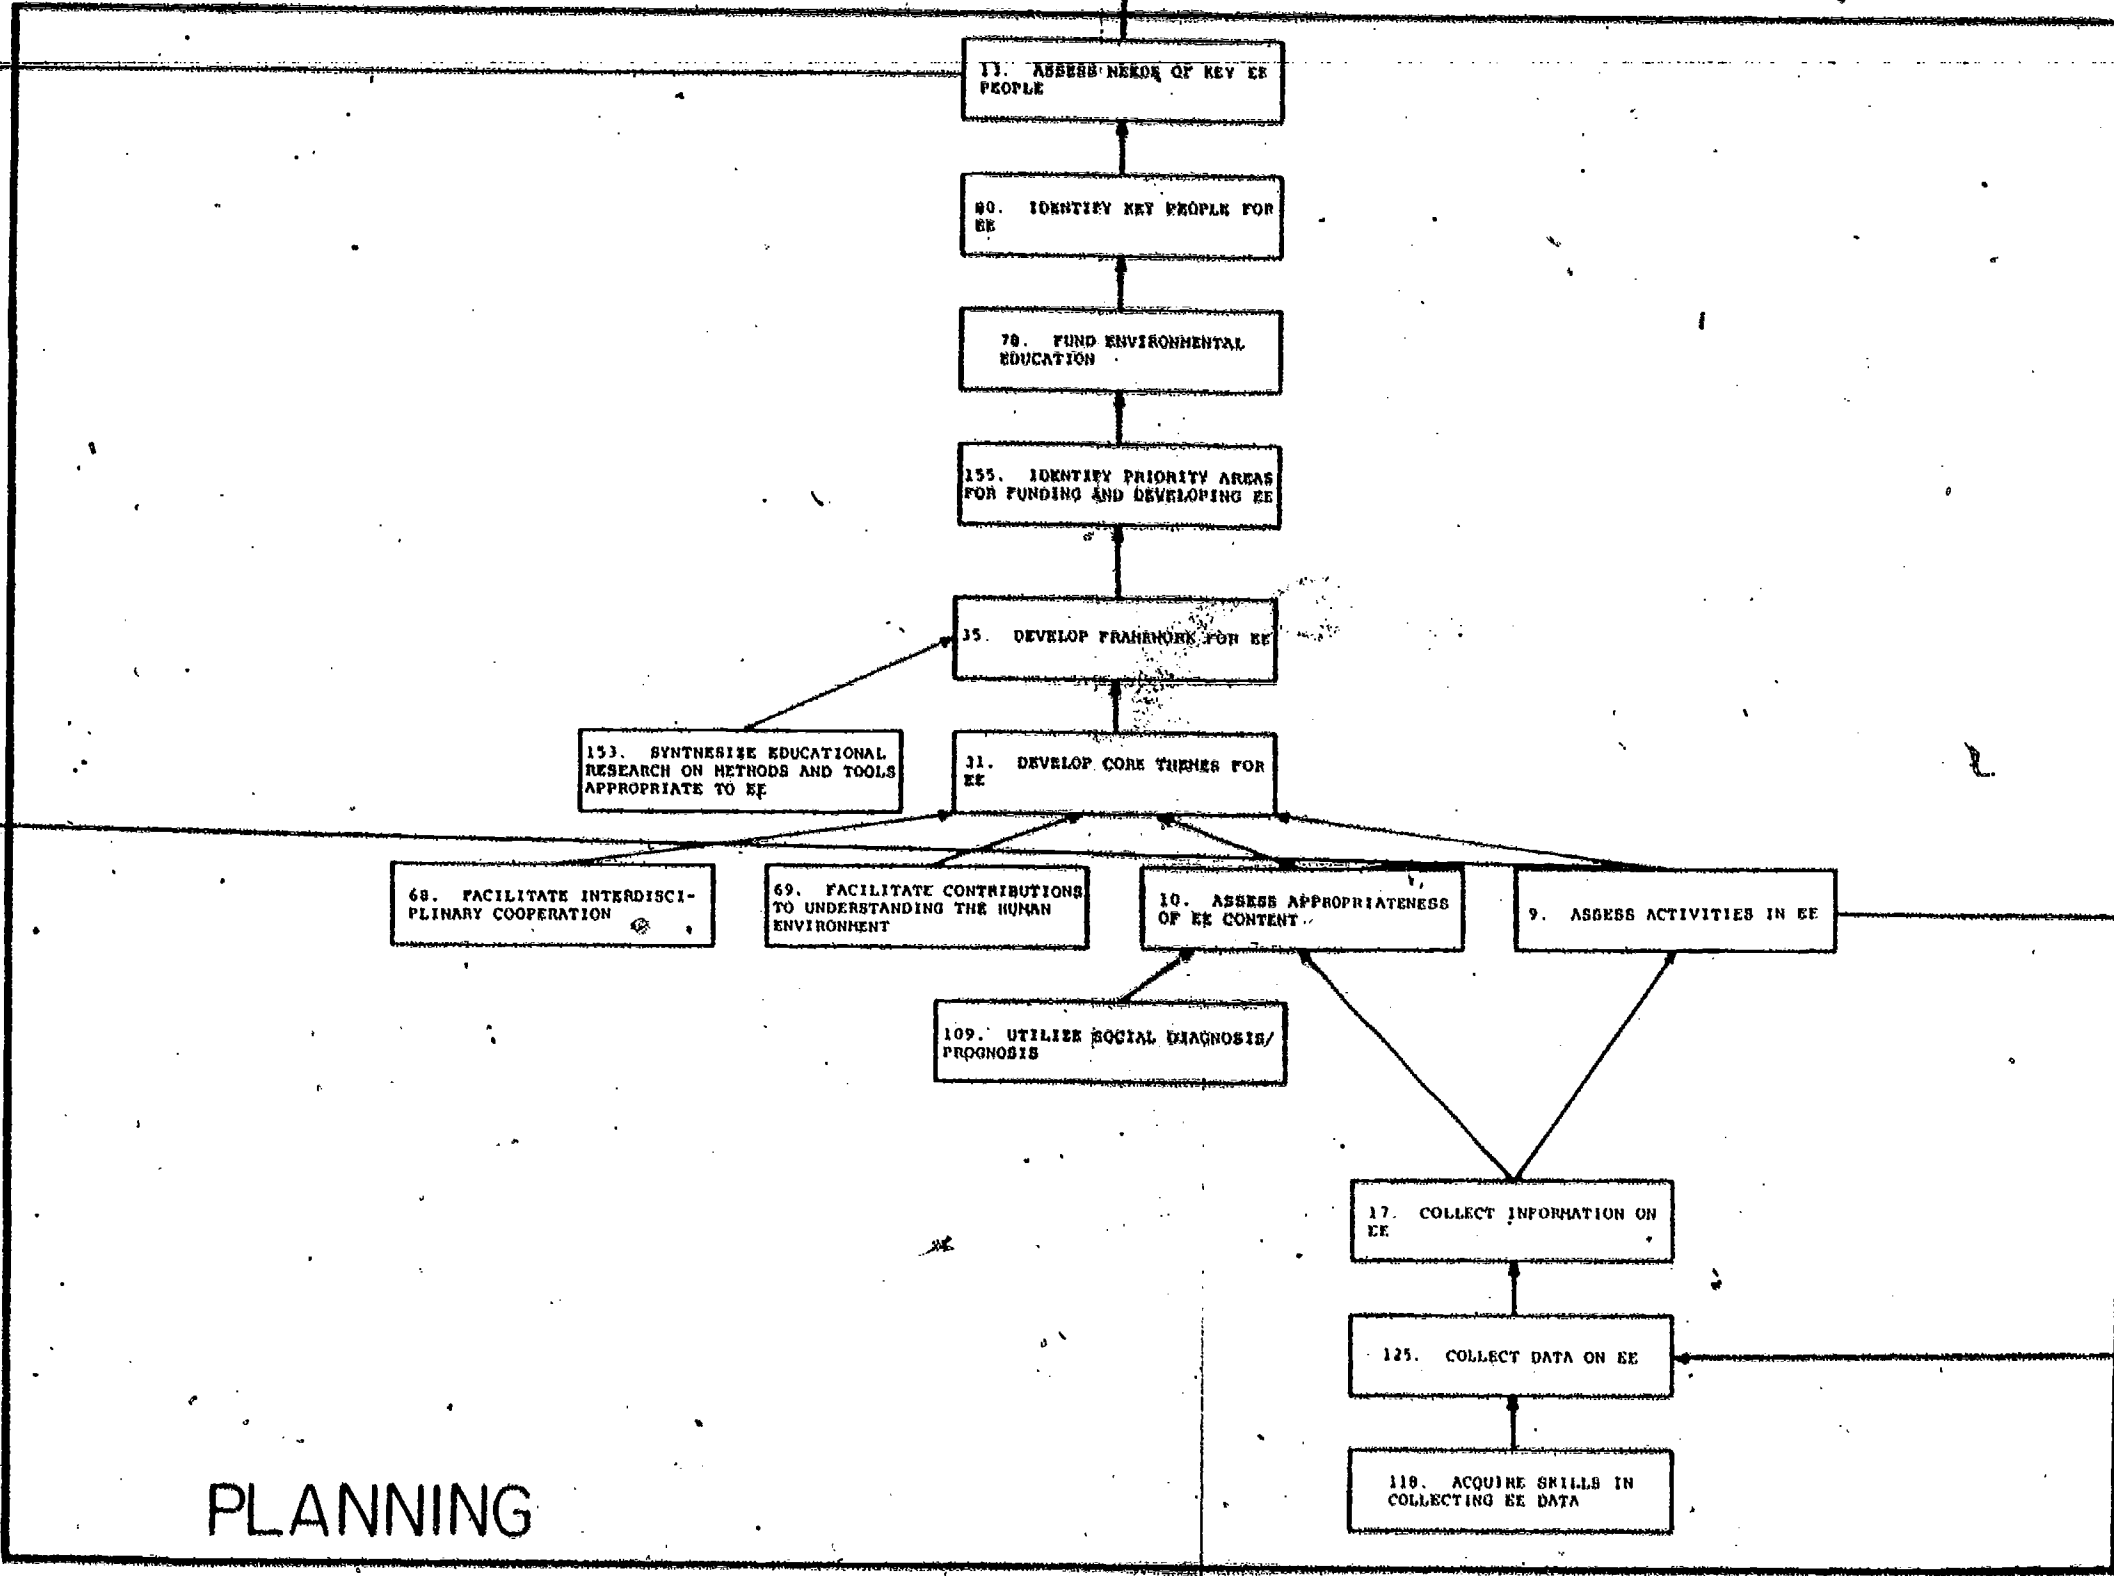 ASSESS NEEDS OF KEY EE
PEOPLE
IDENTIFY KEY PEOPLE FOR
EE
FUND ENVIRONMENTAL
EDUCATION
155. IDENTIFY PRIORITY AREAS
FOR FUNDING AND DEVELOPING EE
35. DEVELOP FRAMEWORK FOR EE
153. SYNTNESIZE EDUCATIONAL
RESEARCH ON METHODS AND TOOLS
APPROPRIATE TO EE
31. DEVELOP CORE THEMES FOR
EE
68. FACILITATE INTERDISCI-
PLINARY COOPERATION
69. FACILITATE CONTRIBUTIONS
TO UNDERSTANDING THE HUMAN
ENVIRONMENT
10. ASSESS APPROPRIATENESS
OF EE CONTENT
9. ASSESS ACTIVITIES IN EE
109. UTILIZE SOCIAL DIAGNOSIS/
PROGNOSIS
17. COLLECT INFORMATION ON
EE
125. COLLECT DATA ON EE
118. ACQUIRE SKILLS IN
COLLECTING EE DATA
PLANNING